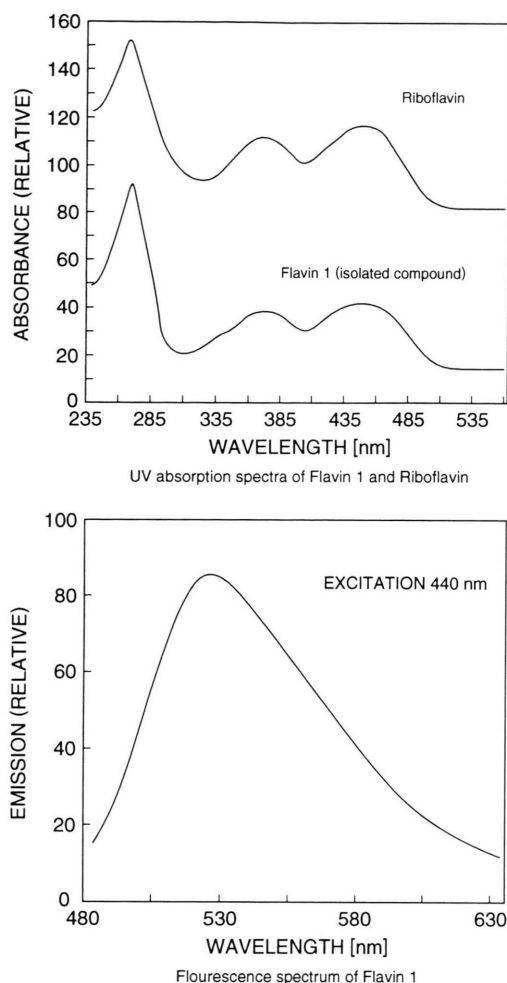 160
140
120
100
80
60
40
20
0
ABSORBANCE (RELATIVE)
Riboflavin
Flavin 1 (isolated compound)
235 285 335 385 435 485 535
WAVELENGTH [nm]
UV absorption spectra of Flavin 1 and Riboflavin
100
80
60
40
20
0
EMISSION (RELATIVE)
EXCITATION 440 nm
480 530 580 630
WAVELENGTH [nm]
Flourescence spectrum of Flavin 1